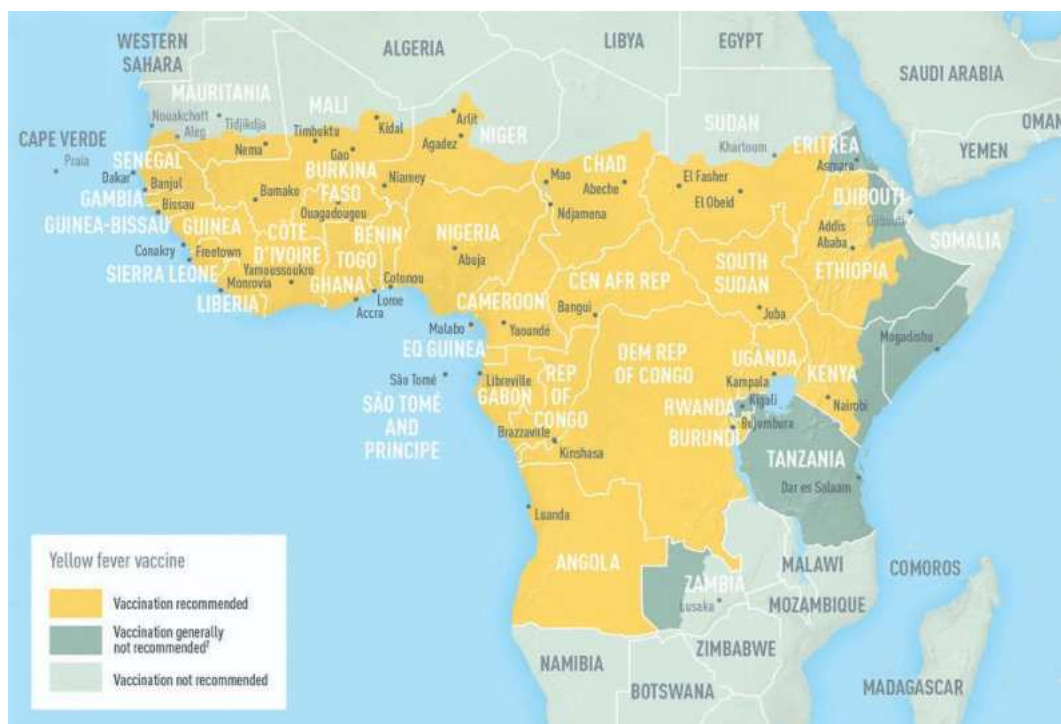 WESTERN
SAHARA
ALGERIA
LIBYA
EGYPT
SAUDI ARABIA
OMAN
YEMEN
MAURITANIA
Nouakchott
Aleg
Tidjikdja
Nema
MALI
Timbuktu
Kidal
Gao
Arlit
Agadez
NIGER
SUDAN
Khartoum
ERITREA
Asmara
CAPE VERDE
Praia
SENEGAL
Dakar
Banjul
GAMBIA
Bissau
GUINEA-BISSAU
GUINEA
Bamako
BURKINA
FASO
Ouagadougou
Niamey
CHAD
Mao
Abeche
Ndjamena
El Fasher
El Obeid
DJIBOUTI
Djibouti
Addis
Ababa
ETHIOPIA
SOMALIA
Conakry
Freetown
SIERRA LEONE
COTE
D'IVOIRE
Yamoussoukro
Monrovia
LIBERIA
BENIN
TOGO
GHANA
Cotonou
Lome
Accra
NIGERIA
Abuja
CEN AFR REP
SOUTH
SUDAN
Juba
CAMEROON
Bangui
Malabo
Yaoundé
EQ GUINEA
Mogadishu
São Tomé
SÃO TOMÉ
AND
PRINCIPE
Libreville
GABON
REP
OF
CONGO
DEM REP
OF CONGO
UGANDA
Kampala
KENYA
Nairobi
RWANDA
Kigali
Bujumbura
BURUNDI
Brazzaville
Kinshasa
TANZANIA
Dar es Salaam
Luanda
ANGOLA
ZAMBIA
Lusaka
MALAWI
COMOROS
MOZAMBIQUE
ZIMBABWE
NAMIBIA
BOTSWANA
MADAGASCAR
Yellow fever vaccine
Vaccination recommended
Vaccination generally
not recommended²
Vaccination not recommended